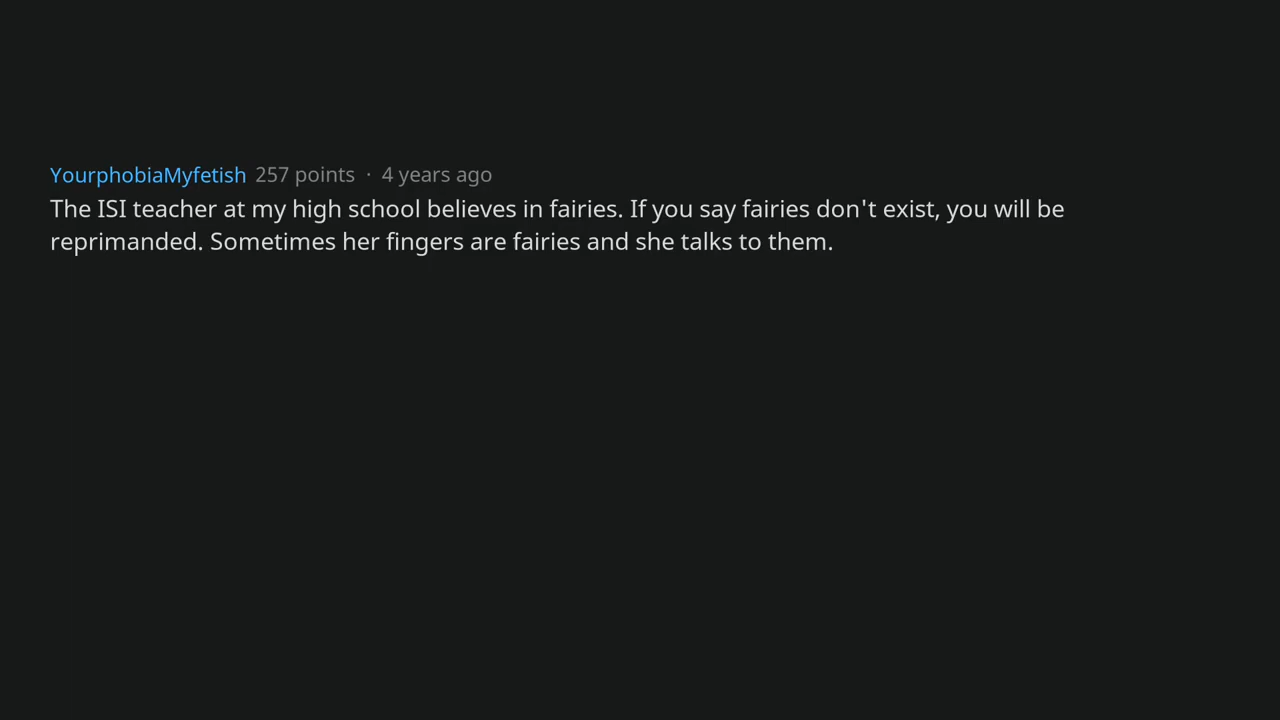 YourphobiaMyfetish 257 points · 4 years ago
The ISI teacher at my high school believes in fairies. If you say fairies don't exist, you will be
reprimanded. Sometimes her fingers are fairies and she talks to them.